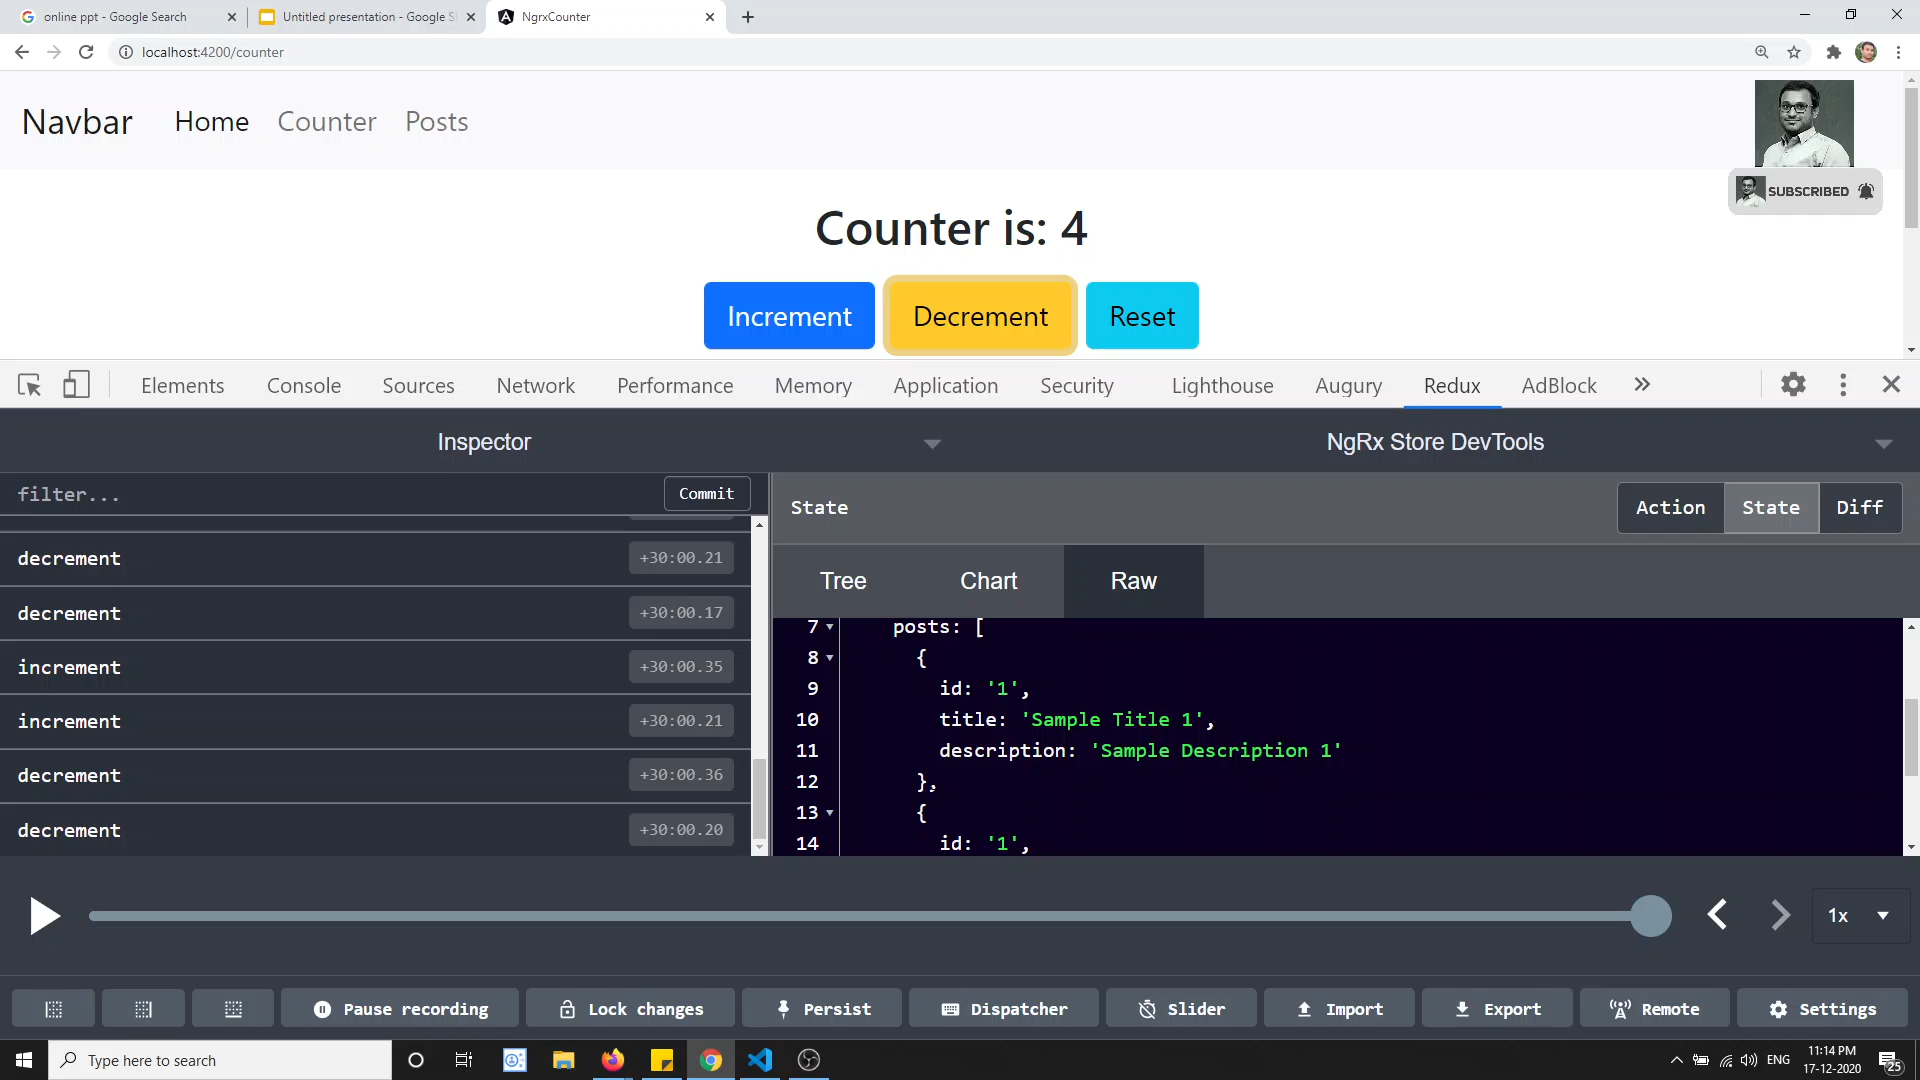 online ppt - Google Search
Untitled presentation - Google S
NgrxCounter
localhost:4200/counter
Navbar
Home
Counter
Posts
SUBSCRIBED
Counter is: 4
Increment
Decrement
Reset
Elements
Console
Sources
Network
Performance
Memory
Application
Security
Lighthouse
Augury
Redux
AdBlock
Inspector
NgRx Store DevTools
filter...
Commit
decrement
+30:00.21
decrement
+30:00.17
increment
+30:00.35
increment
+30:00.21
decrement
+30:00.36
decrement
+30:00.20
State
Action
State
Diff
Tree
Chart
Raw
7 posts: [
8 {
9 id: '1',
10 title: 'Sample Title 1',
11 description: 'Sample Description 1'
12 },
13 {
14 id: '1',
1x
Pause recording
Lock changes
Persist
Dispatcher
Slider
Import
Export
Remote
Settings
Type here to search
ENG
11:14 PM
17-12-2020
25